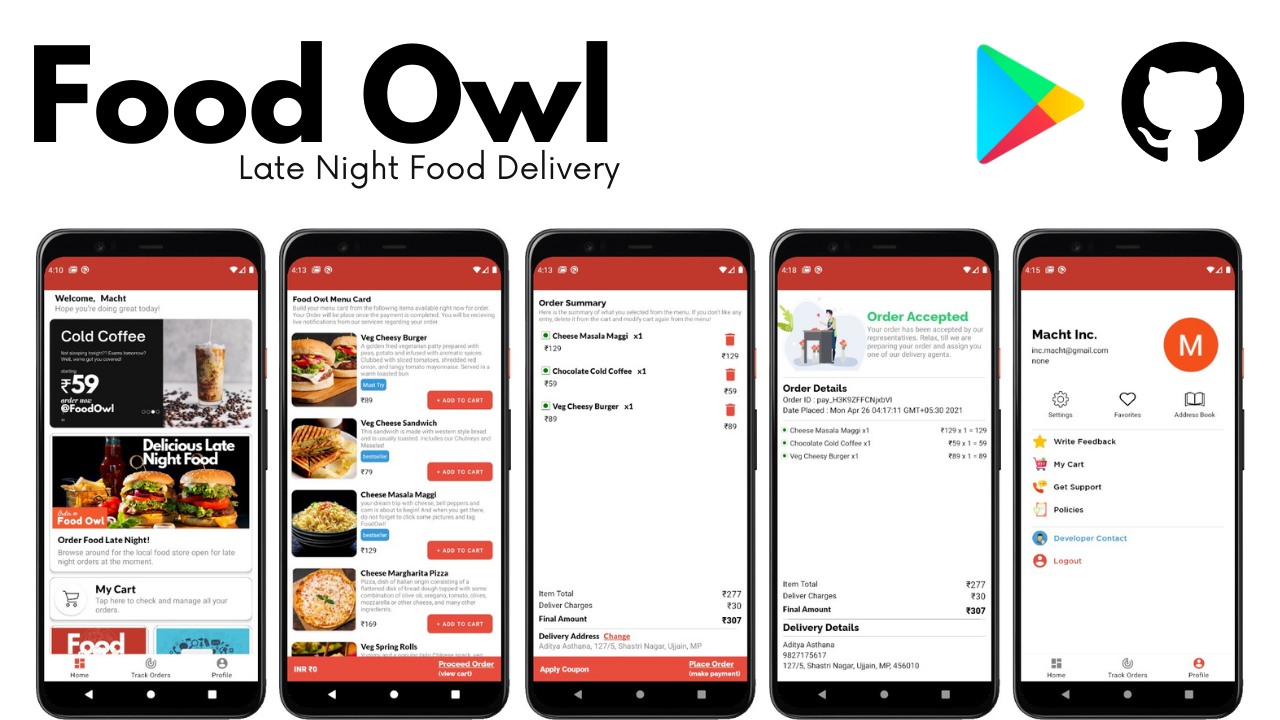 Food Owl
Late Night Food Delivery
4:10
Welcome, Macht
Hope you're doing great today!
Cold Coffee
Not sleeping tonight?? Exams tomorrow?
Well, we've got you covered!
starting
₹59
order now
@FoodOwl
Delicious Late
Night Food
Order on
Food Owl
Order Food Late Night!
Browse around for the local food store open for late
night orders at the moment.
My Cart
Tap here to check and manage all your
orders.
Food
Home
Track Orders
Profile
4:13
Food Owl Menu Card
Build your menu card from the following items available right now for order.
Your Order will be place once the payment is completed. You will be receiving
live notifications from our services regarding your order
Veg Cheesy Burger
A golden fried vegetarian patty prepared with
peas, potato and infused with aromatic spices.
Clubbed with sliced tomatoes, shredded red
onion, and tangy tomato mayonnaise. Served in a
warm toasted bun
Must Try
₹89
+ ADD TO CART
Veg Cheese Sandwich
This sandwich is made with western style bread
and is usually toasted. Includes our Chutneys and
Masalas!
bestseller
₹79
+ ADD TO CART
Cheese Masala Maggi
your dream trip with cheese, bell peppers and
corn is about to begin! And when you get there,
do not forget to click some pictures and tag
FoodOwl!
bestseller
₹129
+ ADD TO CART
Cheese Margharita Pizza
Pizza, dish of Italian origin consisting of a
flattened disk of bread dough topped with some
combination of olive oil, oregano, tomato, olives,
mozzarella or other cheese, and many other
ingredients.
₹169
+ ADD TO CART
Veg Spring Rolls
INR ₹0
Proceed Order
(view cart)
4:13
Order Summary
Here is the summary of what you selected from the menu. If you don't like any
entry, delete it from the cart and modify cart again from the menu!
Cheese Masala Maggi x1
₹129
₹129
Chocolate Cold Coffee x1
₹59
₹59
Veg Cheesy Burger x1
₹89
₹89
Item Total ₹277
Deliver Charges ₹30
Final Amount ₹307
Delivery Address Change
Aditya Aathana, 127/5, Shastri Nagar, Ujjain, MP
Apply Coupon
Place Order
(make payment)
4:18
Order Accepted
Your order has been accepted by our
representatives. Relax, till we are
preparing your order and assign you
one of our delivery agents.
Order Details
Order ID : pay_H3K9ZFFCNjxbVI
Date Placed : Mon Apr 26 04:17:11 GMT+05:30 2021
Cheese Masala Maggi x1 ₹129 x 1 = 129
Chocolate Cold Coffee x1 ₹59 x 1 = 59
Veg Cheesy Burger x1 ₹89 x 1 = 89
Item Total ₹277
Deliver Charges ₹30
Final Amount ₹307
Delivery Details
Aditya Aathana
9827175617
127/5, Shastri Nagar, Ujjain, MP, 456010
4:15
Macht Inc.
inc.macht@gmail.com
none
M
Settings
Favorites
Address Book
Write Feedback
My Cart
Get Support
Policies
Developer Contact
Logout
Home
Track Orders
Profile